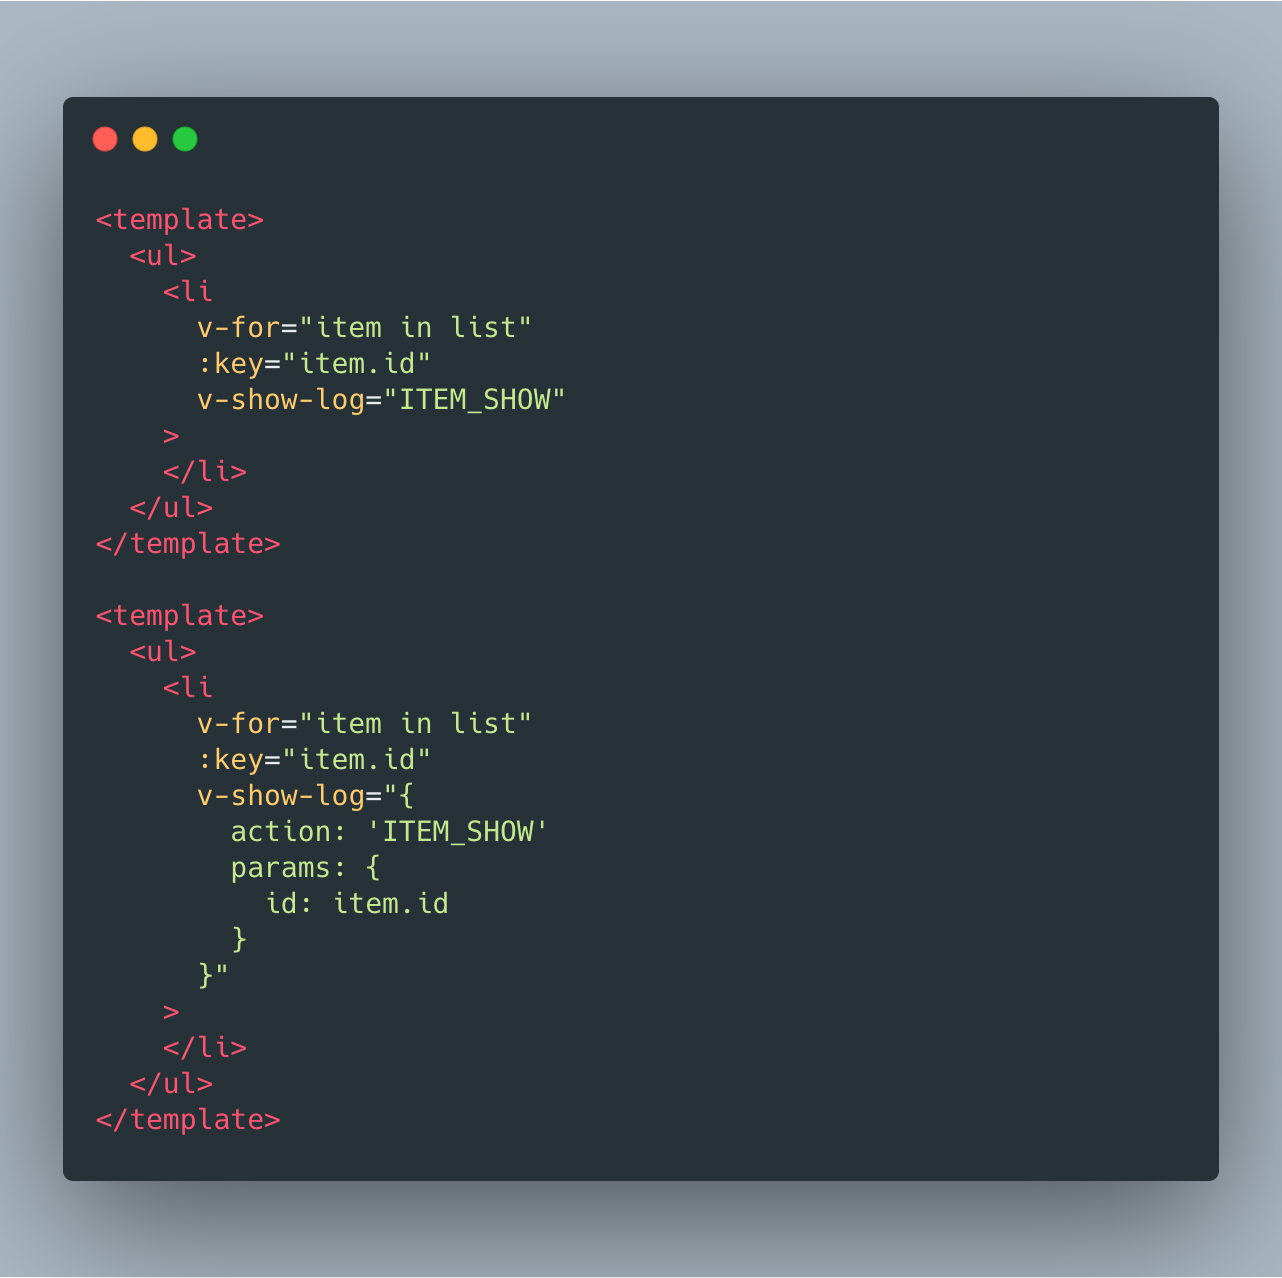 <template>
  <ul>
    <li
      v-for="item in list"
      :key="item.id"
      v-show-log="ITEM_SHOW"
    >
    </li>
  </ul>
</template>

<template>
  <ul>
    <li
      v-for="item in list"
      :key="item.id"
      v-show-log="{
        action: 'ITEM_SHOW'
        params: {
          id: item.id
        }
      }"
    >
    </li>
  </ul>
</template>